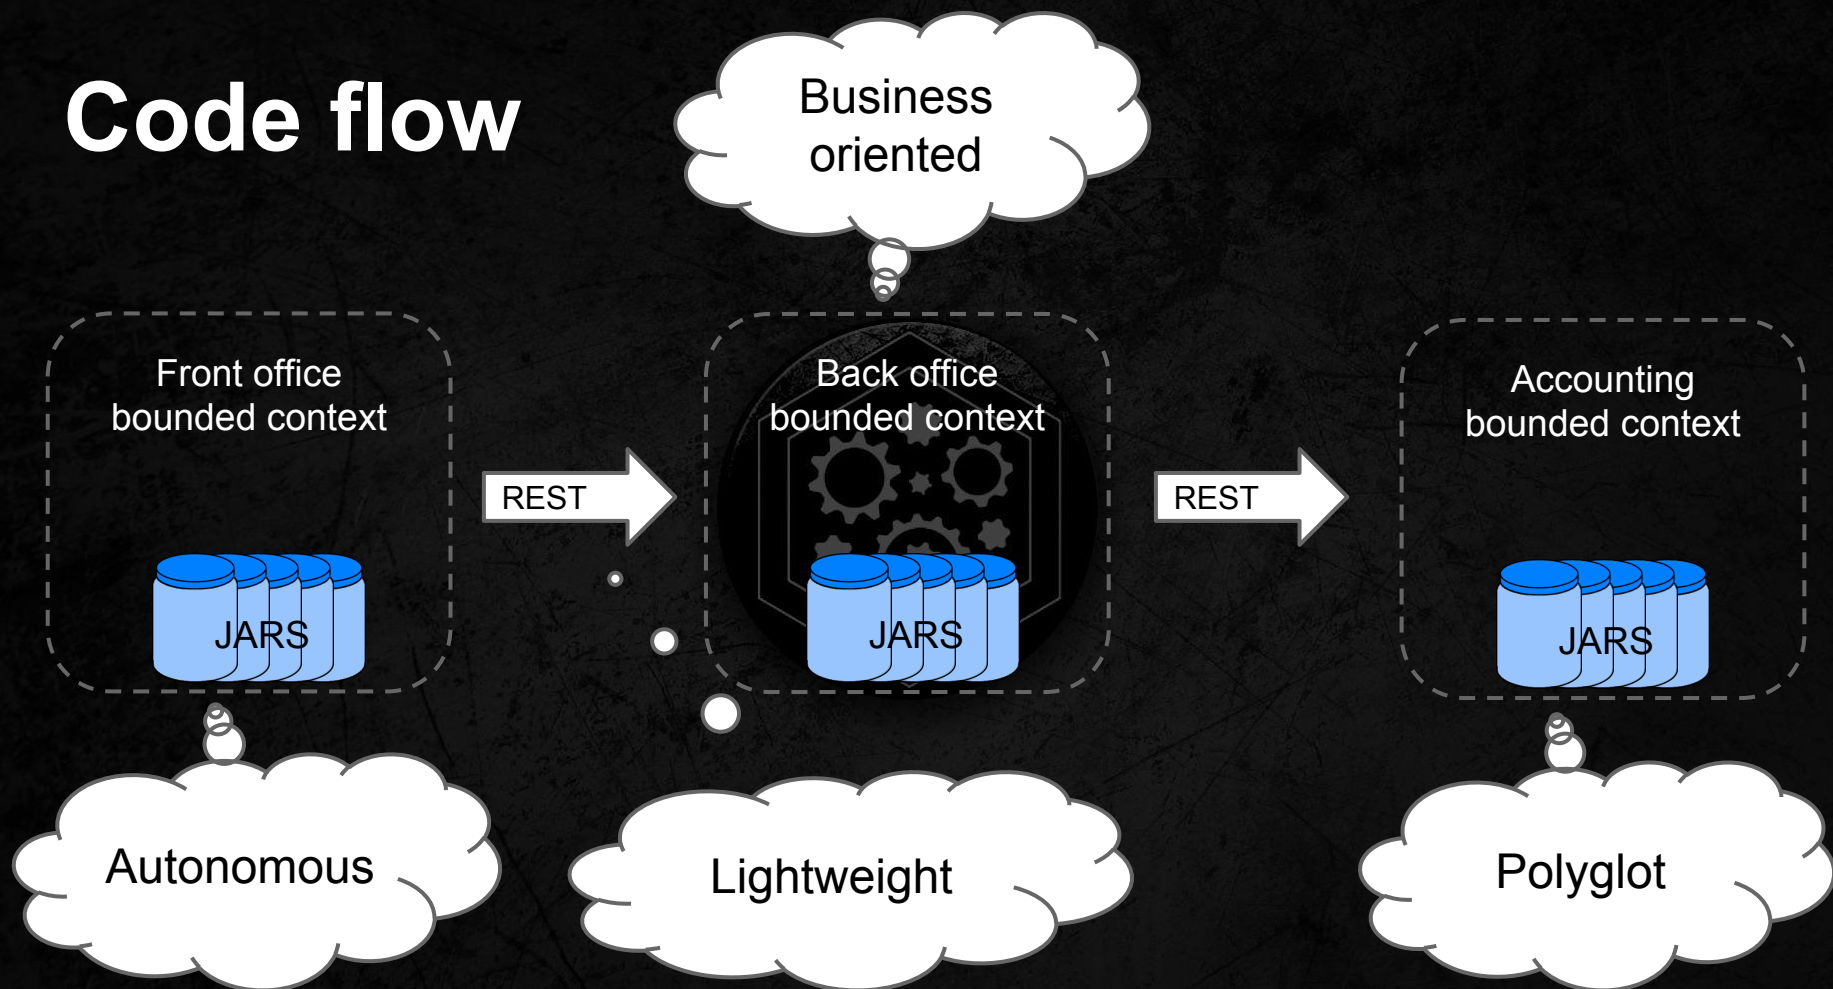 Code flow
Business
oriented
Front office
bounded context
Back office
bounded context
Accounting
bounded context
REST
REST
JARS
JARS
JARS
Autonomous
Lightweight
Polyglot